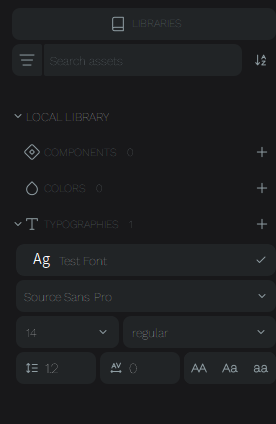 LIBRARIES
Search assets
LOCAL LIBRARY
COMPONENTS 0
COLORS 0
TYPOGRAPHIES 1
Ag Test Font
Source Sans Pro
14 regular
1.2 0 AA Aa aa